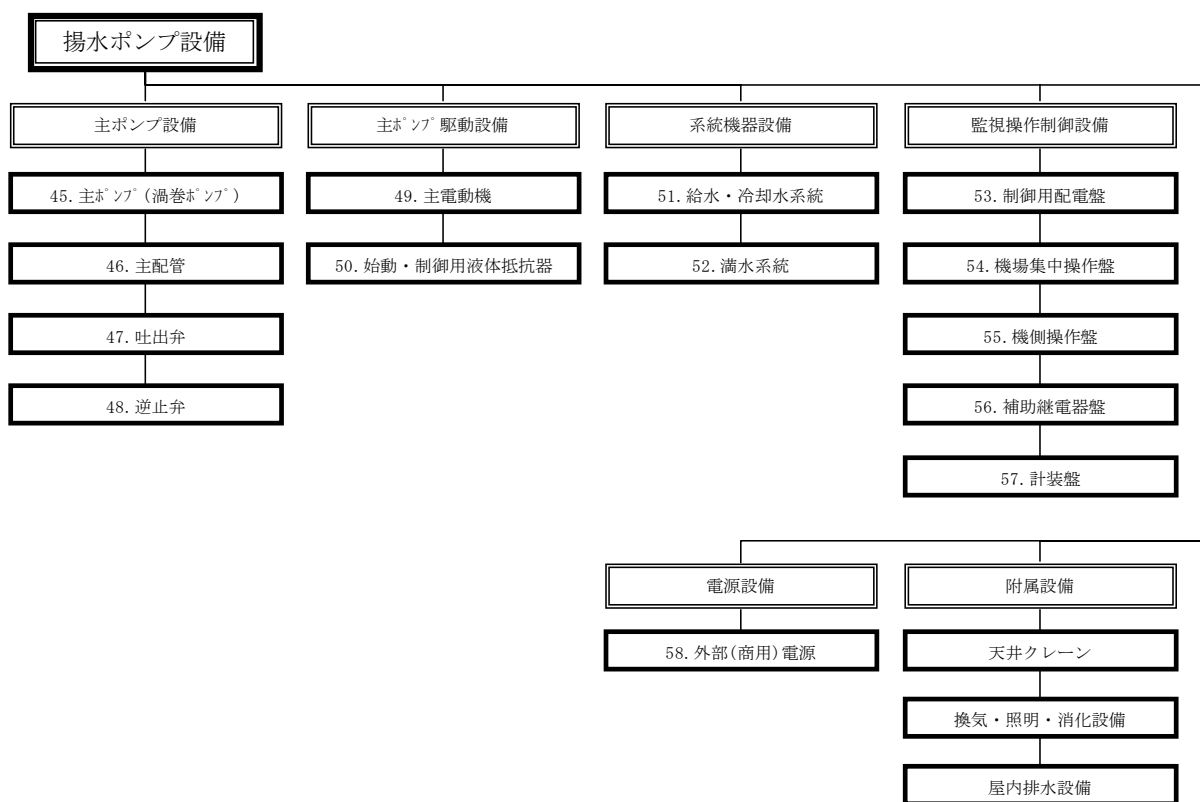 揚水ポンプ設備
主ポンプ設備
主ﾎﾟﾝﾌﾟ駆動設備
系統機器設備
監視操作制御設備
45.主ﾎﾟﾝﾌﾟ(渦巻ﾎﾟﾝﾌﾟ)
49.主電動機
51.給水・冷却水系統
53.制御用配電盤
46.主配管
50.始動・制御用液体抵抗器
52.満水系統
54.機場集中操作盤
47.吐出弁
55.機側操作盤
48.逆止弁
56.補助継電器盤
57.計装盤
電源設備
附属設備
58.外部(商用)電源
天井クレーン
換気・照明・消化設備
屋内排水設備